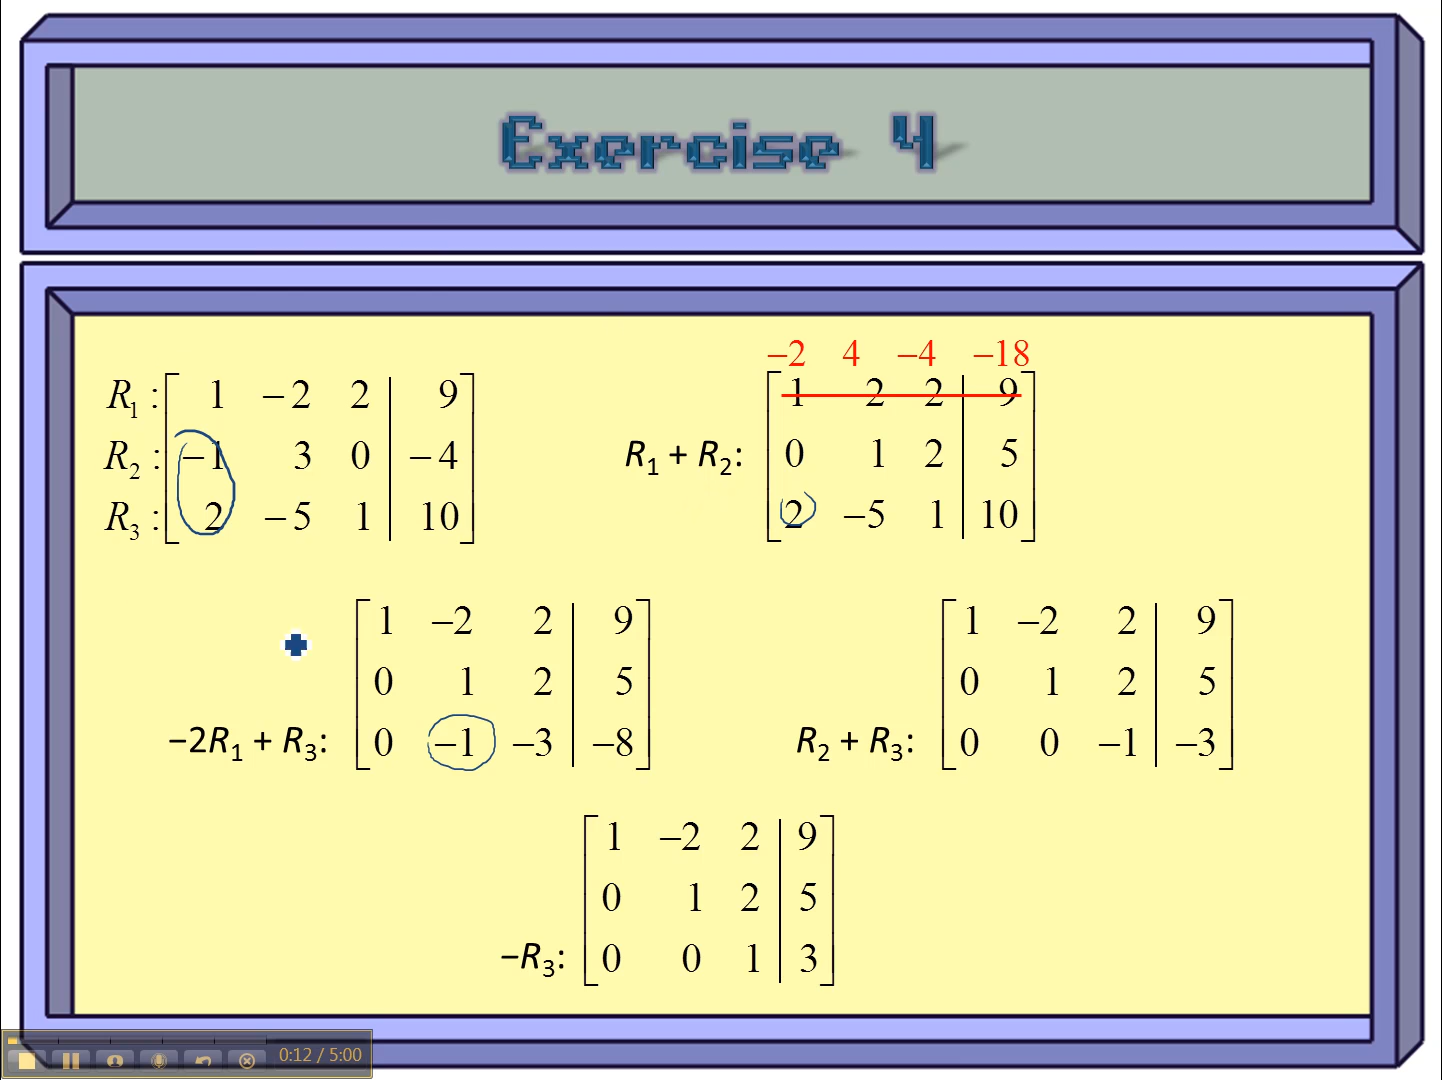 Exercise 4
−2 4 −4 −18
R1 : 1 −2 2 9
R2 : −1 3 0 −4
R3 : 2 −5 1 10
1 2 2 9
R1 + R2: 0 1 2 5
2 −5 1 10
1 −2 2 9
0 1 2 5
−2R1 + R3: 0 −1 −3 −8
1 −2 2 9
0 1 2 5
R2 + R3: 0 0 −1 −3
1 −2 2 9
0 1 2 5
−R3: 0 0 1 3
0:12 / 5:00